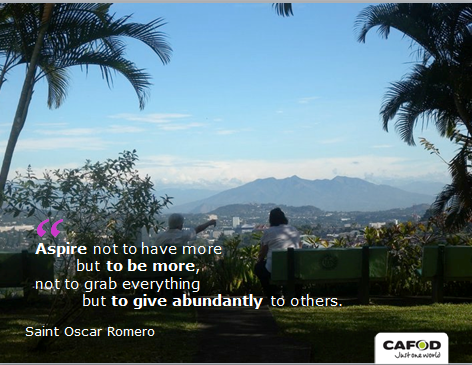 “
Aspire not to have more
but to be more,
not to grab everything
but to give abundantly to others.
Saint Oscar Romero
CAFOD
Just one world